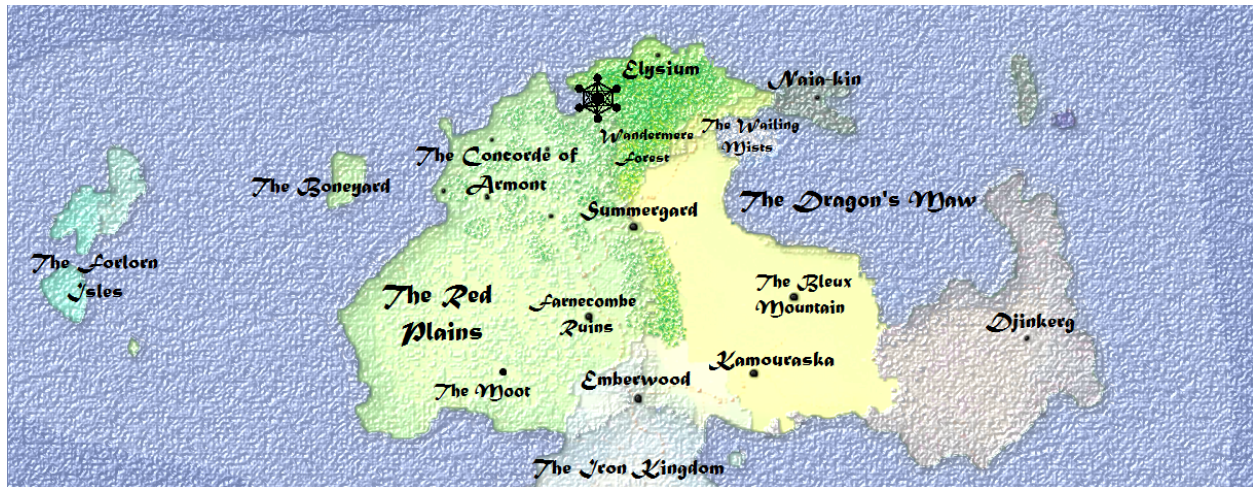 Elysium
Naia-kin
Wandermere
Forest
The Wailing
Mists
The Concordé of
Armont
The Boneyard
The Dragon's Maw
Summergard
The Forlorn
Isles
The Red
Plains
Farnecombe
Ruins
The Bleux
Mountain
Djinkerg
Kamouraska
Emberwood
The Moot
The Iron Kingdom